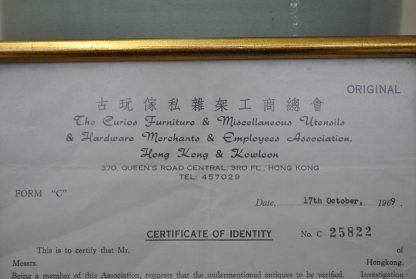 ORIGINAL
古玩傢私雜架工商總會
The Curios Furniture & Miscellaneous Utensils
& Hardware Merchants & Employees Association,
Hong Kong & Kowloon
370, QUEEN'S ROAD CENTRAL, 3RD FL., HONG KONG
TEL: 457029
FORM "C"
Date, 17th October, 1969.
CERTIFICATE OF IDENTITY No. C 25822
This is to certify that Mr. of
Messrs. Hongkong.
Being a member of this Association, requests that the undermentioned antiques to be verified. Investigation